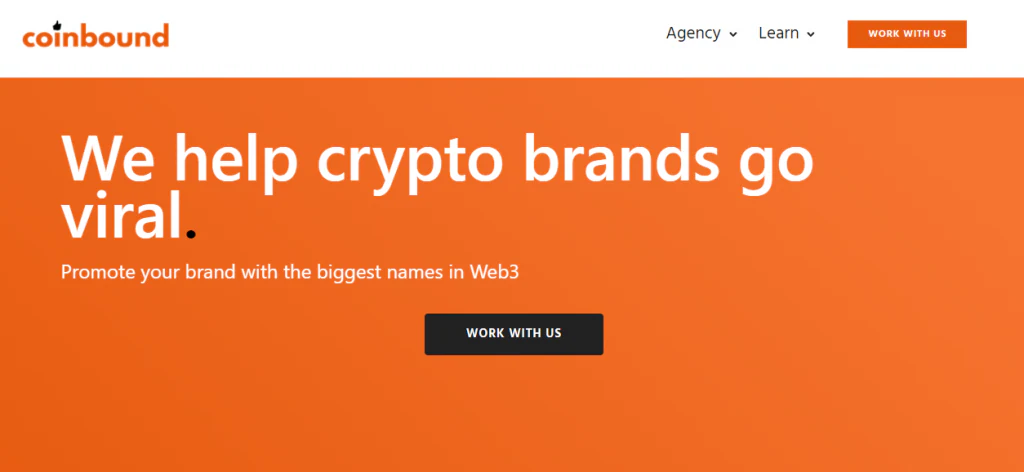 coinbound
Agency
Learn
WORK WITH US
We help crypto brands go
viral.
Promote your brand with the biggest names in Web3
WORK WITH US